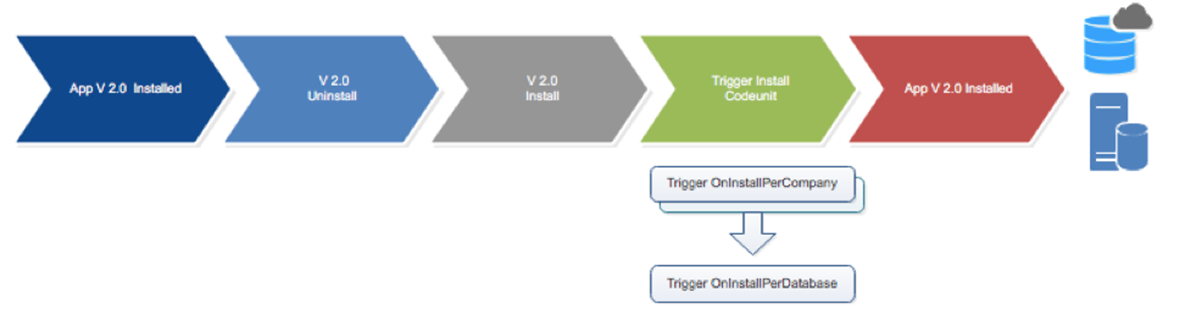 App V 2.0  Installed
V 2.0
Uninstall
V 2.0
Install
Trigger Install
Codeunit
App V 2.0 Installed
Trigger OnInstallPerCompany
Trigger OnInstallPerDatabase